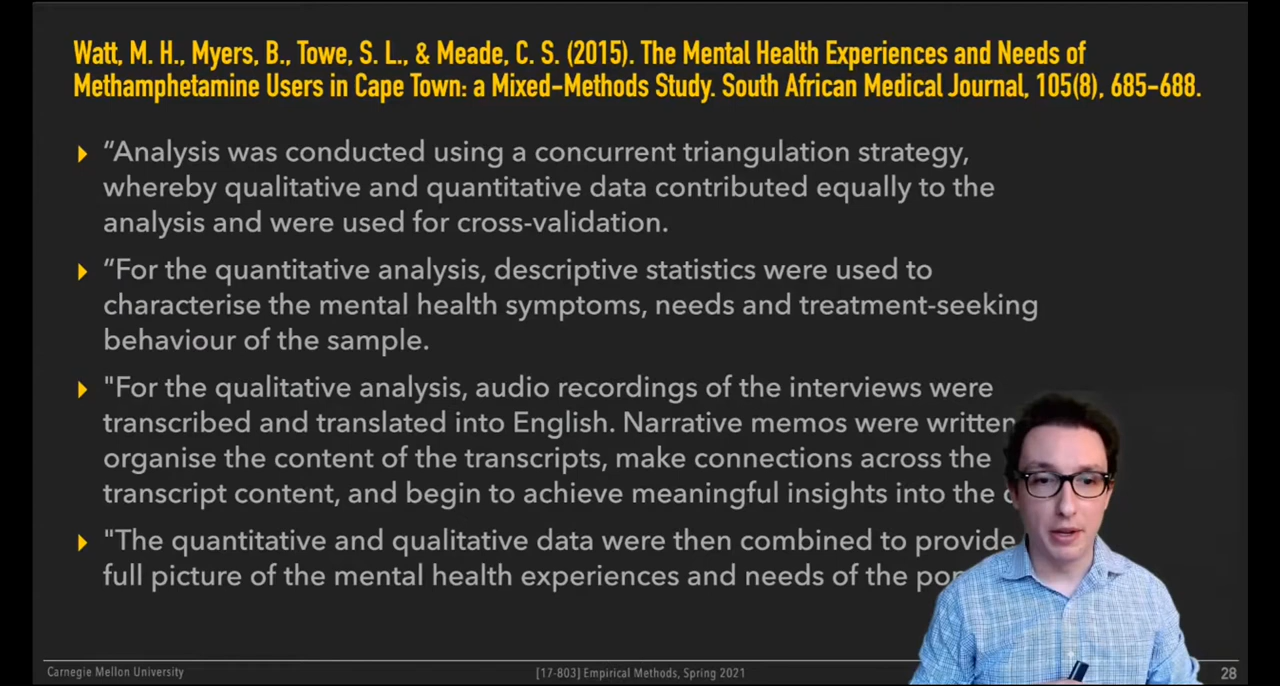 Watt, M. H., Myers, B., Towe, S. L., & Meade, C. S. (2015). The Mental Health Experiences and Needs of
Methamphetamine Users in Cape Town: a Mixed-Methods Study. South African Medical Journal, 105(8), 685-688.
“Analysis was conducted using a concurrent triangulation strategy,
whereby qualitative and quantitative data contributed equally to the
analysis and were used for cross-validation.
“For the quantitative analysis, descriptive statistics were used to
characterise the mental health symptoms, needs and treatment-seeking
behaviour of the sample.
"For the qualitative analysis, audio recordings of the interviews were
transcribed and translated into English. Narrative memos were written
organise the content of the transcripts, make connections across the
transcript content, and begin to achieve meaningful insights into the
"The quantitative and qualitative data were then combined to provide
full picture of the mental health experiences and needs of the
Carnegie Mellon University
[17-803] Empirical Methods, Spring 2021
28